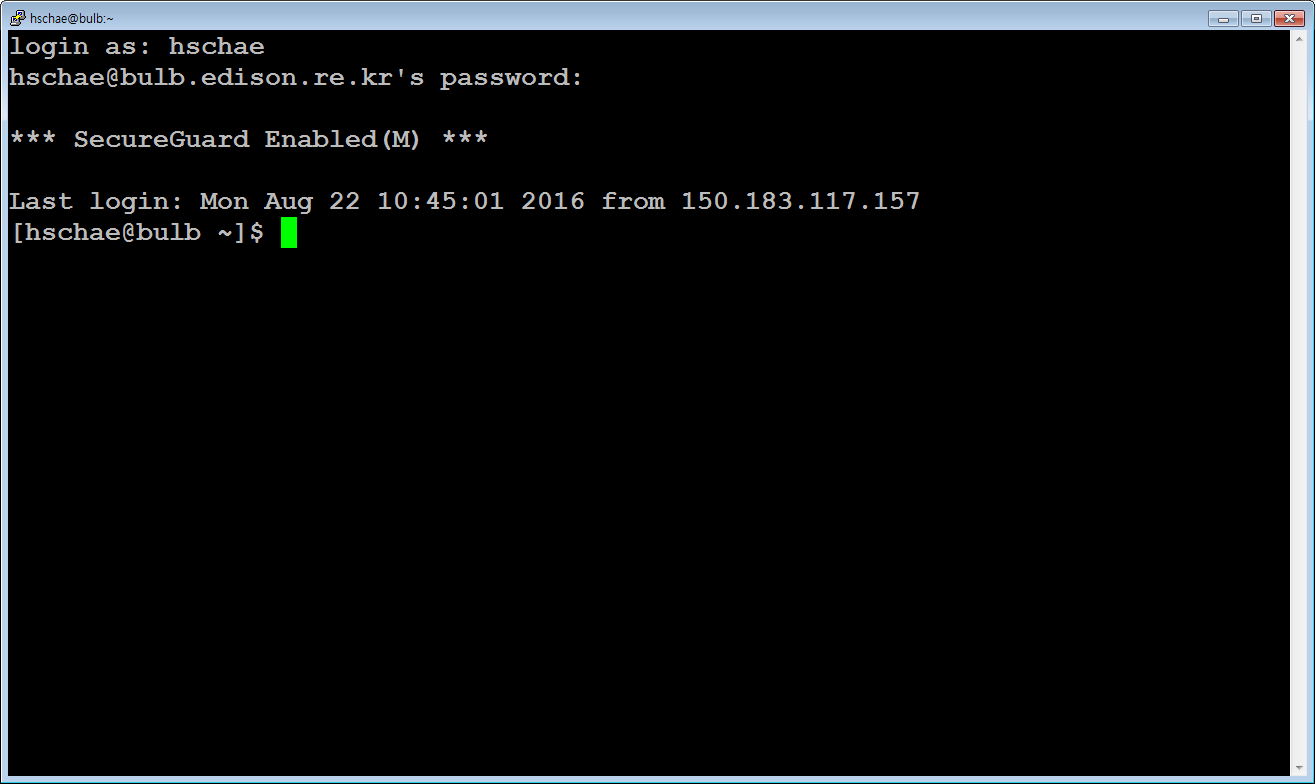 hschae@bulb:~
login as: hschae
hschae@bulb.edison.re.kr's password:
*** SecureGuard Enabled(M) ***
Last login: Mon Aug 22 10:45:01 2016 from 150.183.117.157
[hschae@bulb ~]$